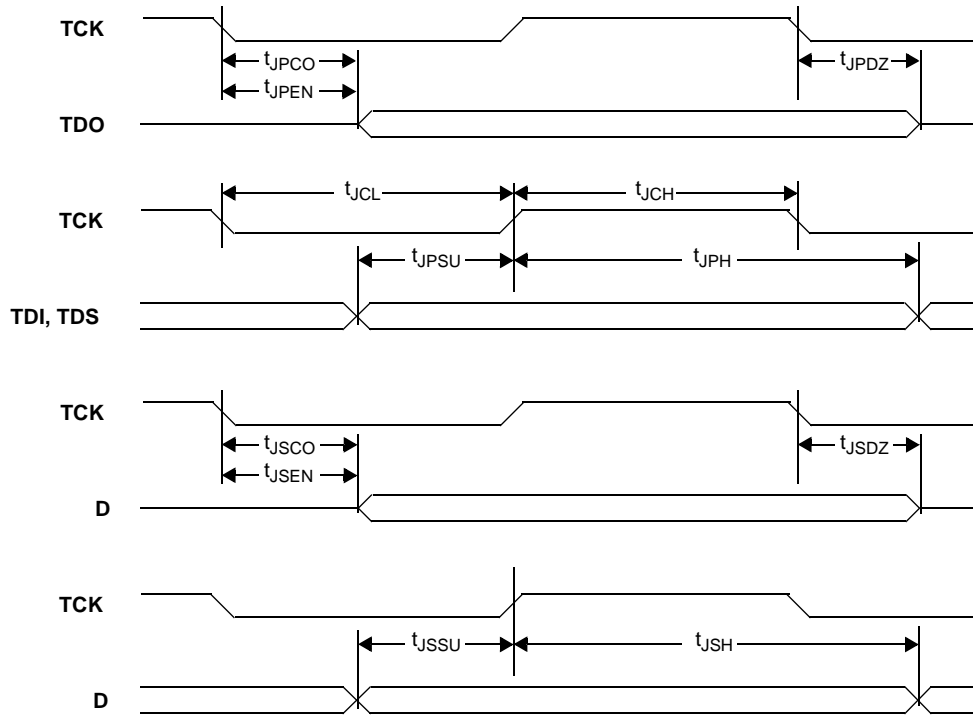 TCK
tJPCO
tJPDZ
tJPEN
TDO
tJCL
tJCH
TCK
tJPSU
tJPH
TDI, TDS
TCK
tJSCO
tJSDZ
tJSEN
D
TCK
tJSSU
tJSH
D